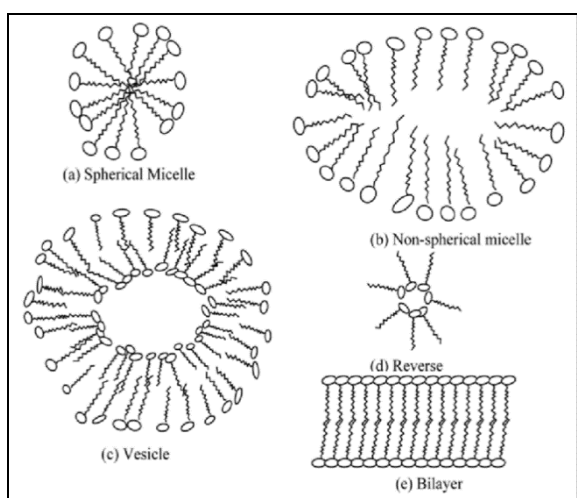 (a) Spherical Micelle
(b) Non-spherical micelle
(c) Vesicle
(d) Reverse
(e) Bilayer